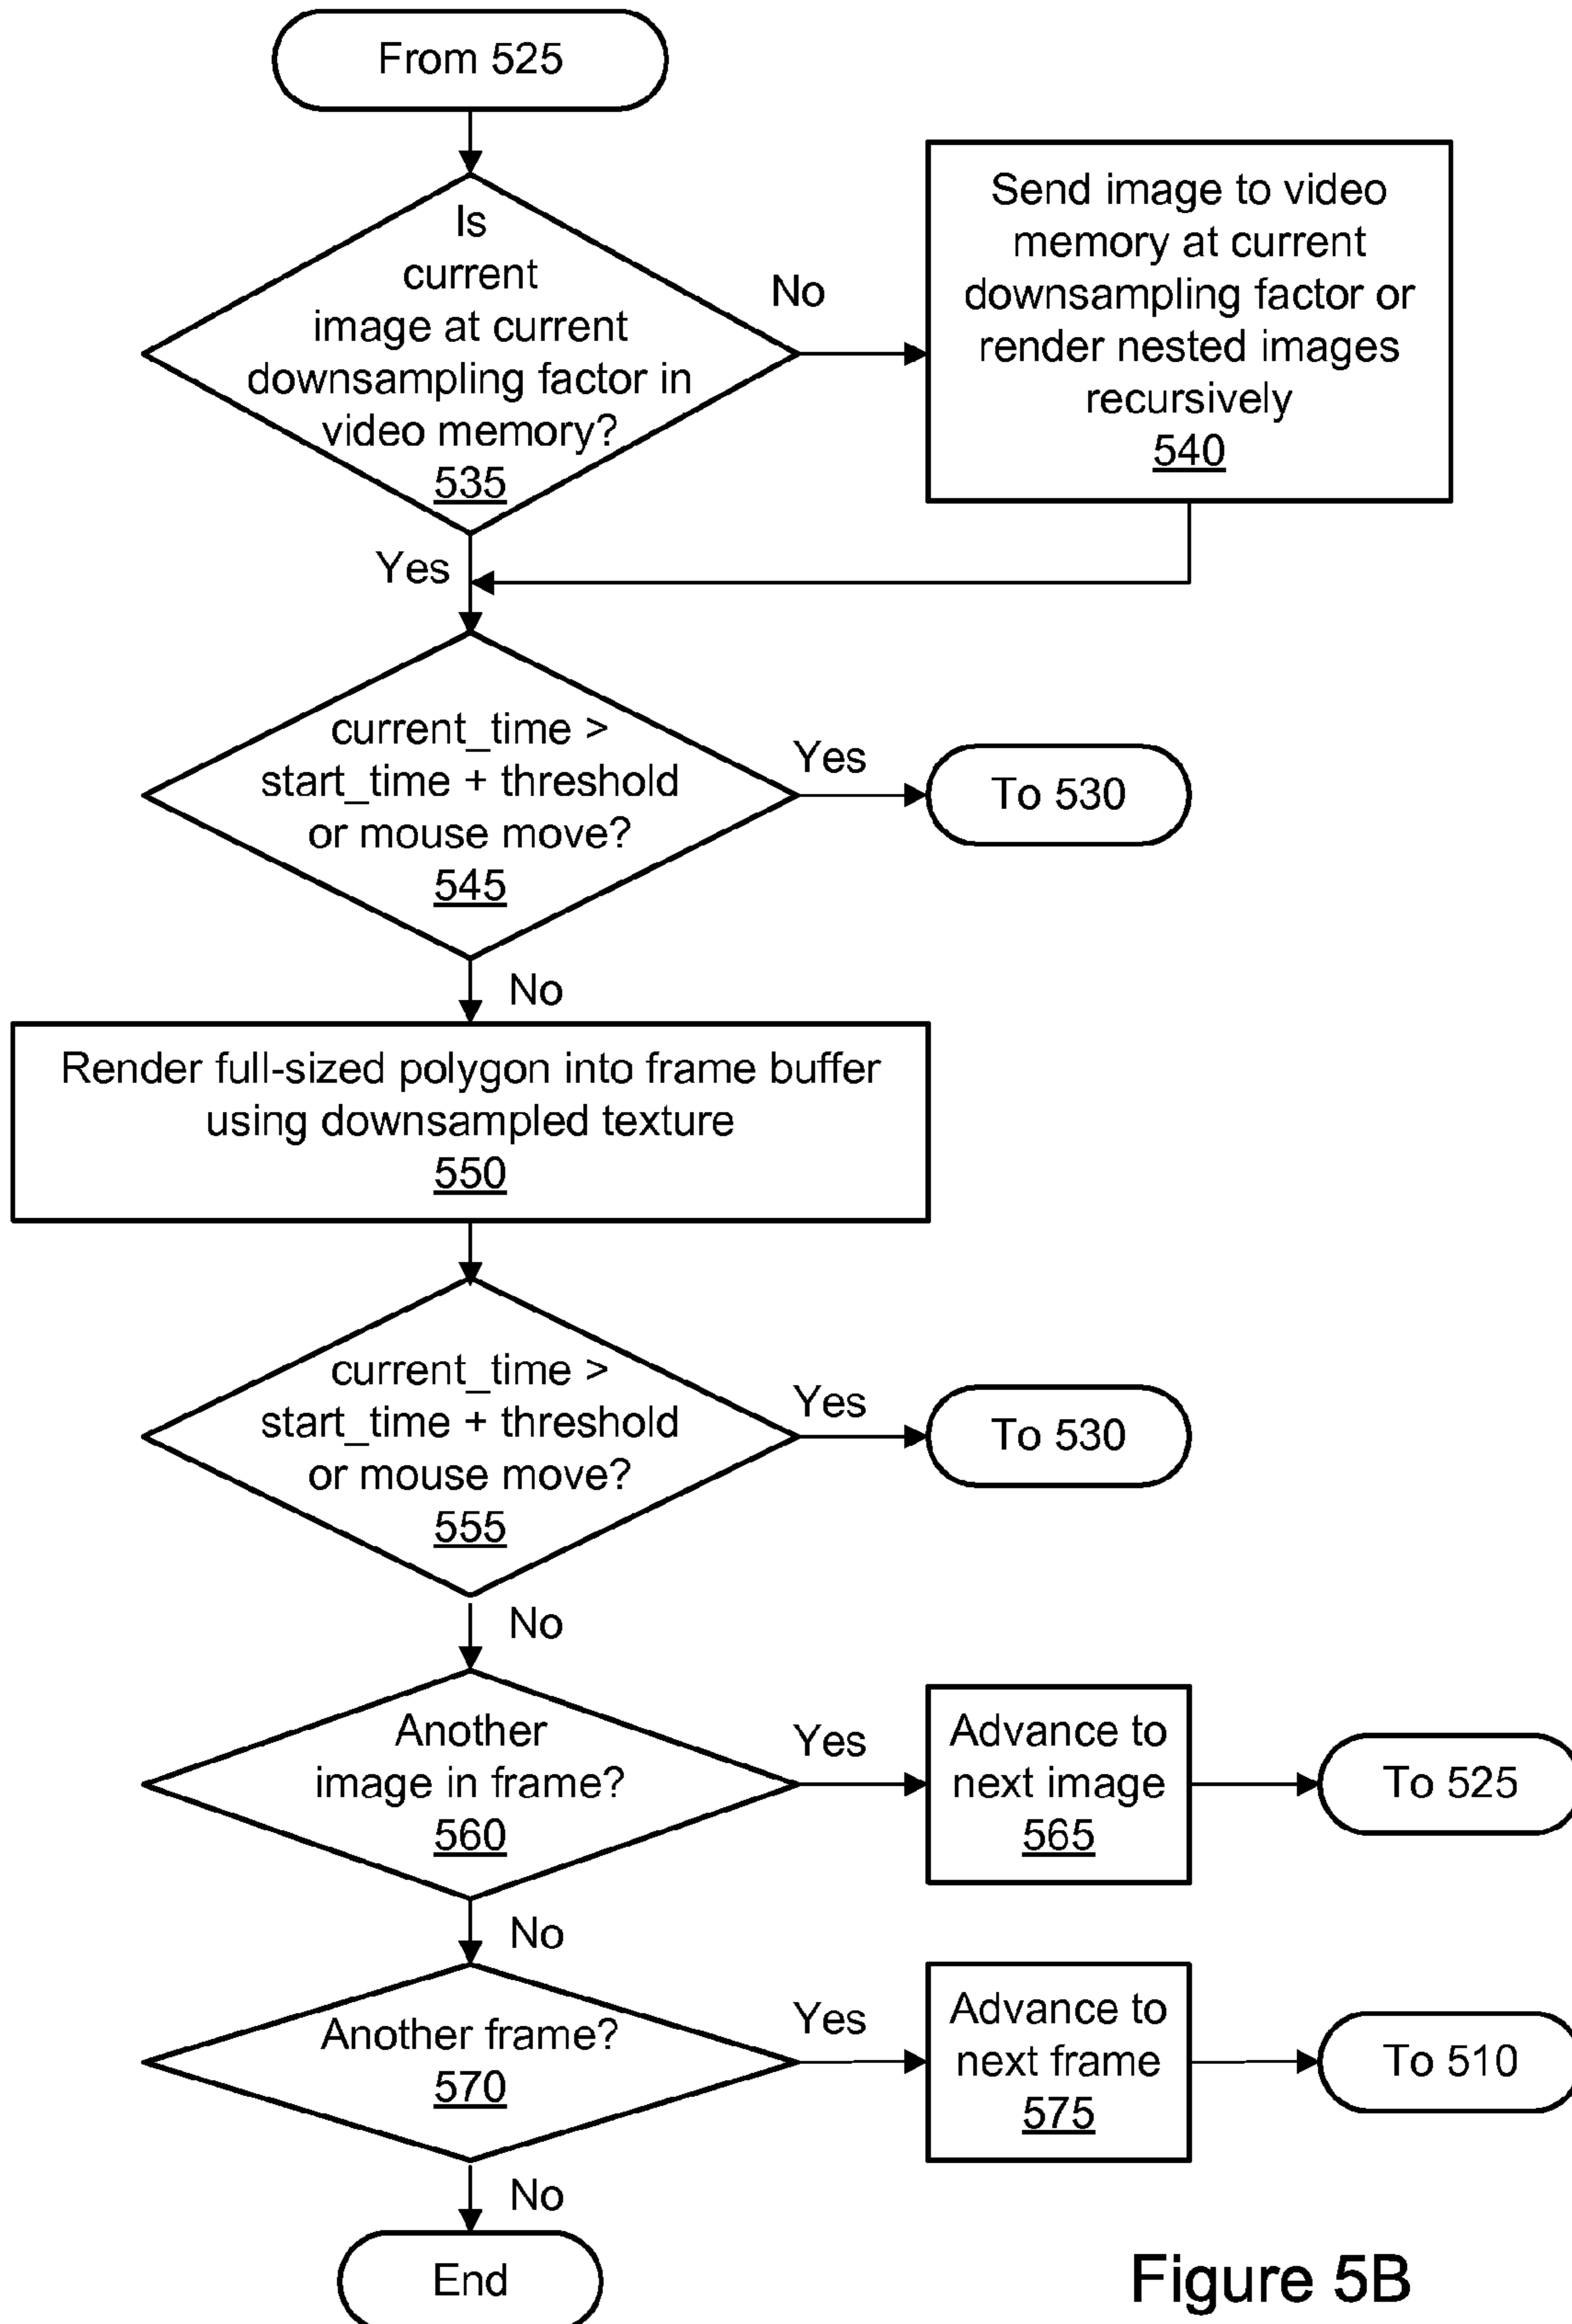 From 525
Is
current
image at current
downsampling factor in
video memory?
535
No
Send image to video
memory at current
downsampling factor or
render nested images
recursively
540
Yes
current_time >
start_time + threshold
or mouse move?
545
Yes
To 530
No
Render full-sized polygon into frame buffer
using downsampled texture
550
current_time >
start_time + threshold
or mouse move?
555
Yes
To 530
No
Another
image in frame?
560
Yes
Advance to
next image
565
To 525
No
Another frame?
570
Yes
Advance to
next frame
575
To 510
No
End
Figure 5B